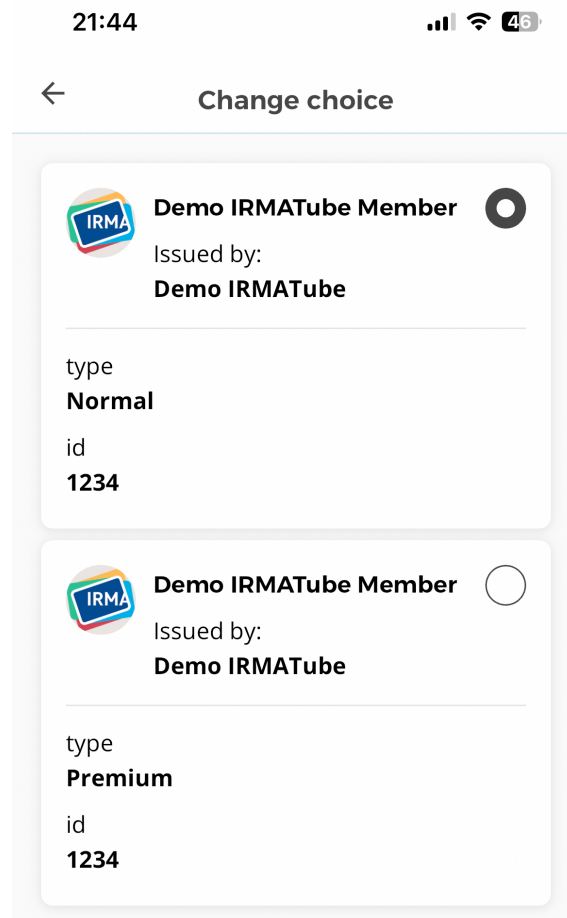 21:44
46
Change choice
IRMA
Demo IRMATube Member
Issued by:
Demo IRMATube
type
Normal
id
1234
IRMA
Demo IRMATube Member
Issued by:
Demo IRMATube
type
Premium
id
1234